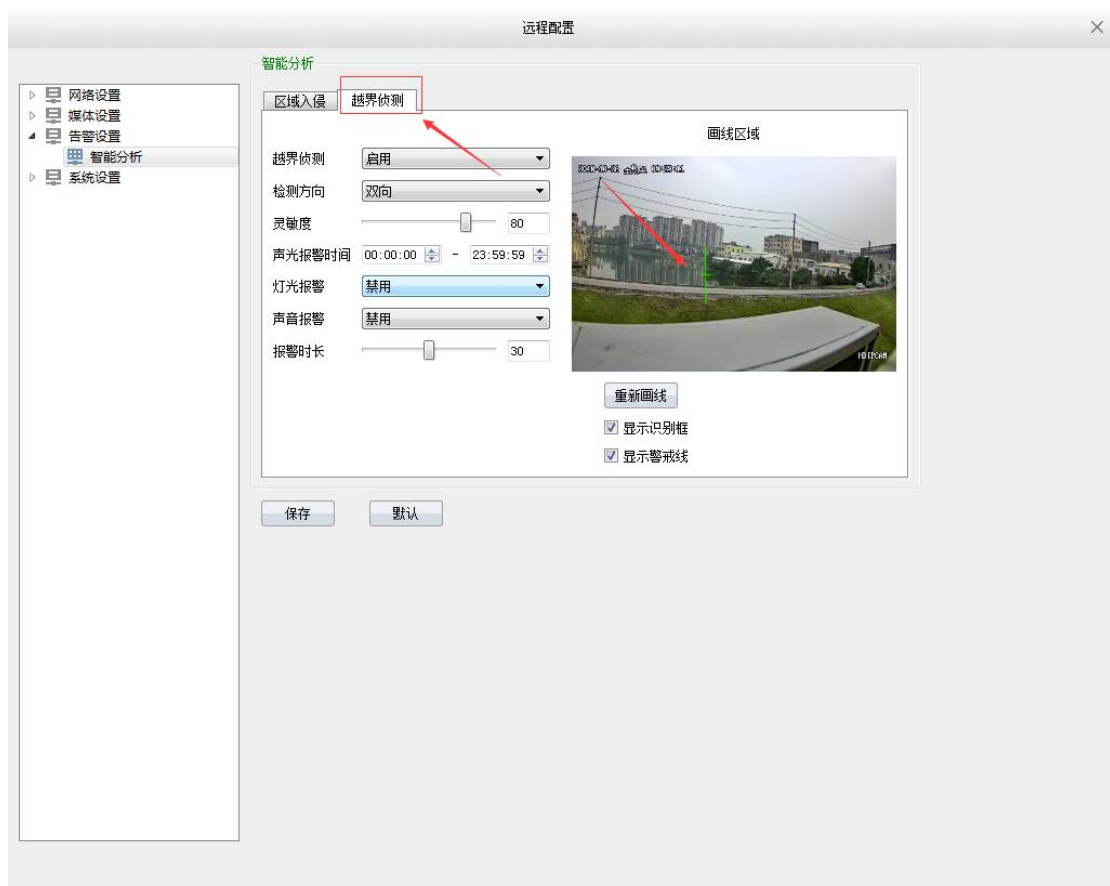 远程配置
网络设置
媒体设置
告警设置
智能分析
系统设置
智能分析
区域入侵 越界侦测
画线区域
越界侦测 启用
检测方向 双向
灵敏度 80
声光报警时间 00:00:00 - 23:59:59
灯光报警 禁用
声音报警 禁用
报警时长 30
HD IPCAM
重新画线
显示识别框
显示警戒线
保存 默认